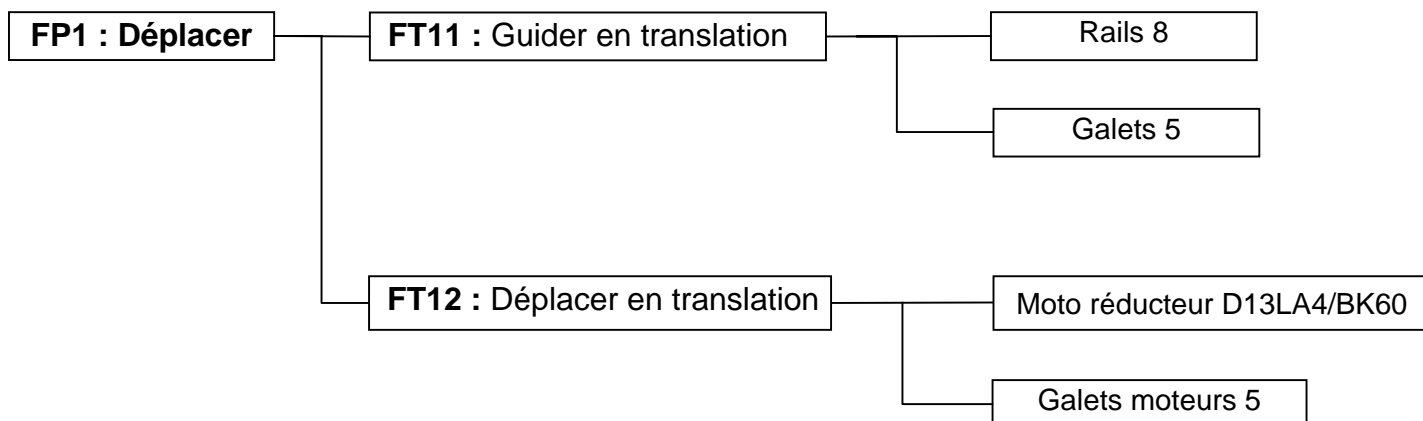 FP1 : Déplacer
FT11 : Guider en translation
Rails 8
Galets 5
FT12 : Déplacer en translation
Moto réducteur D13LA4/BK60
Galets moteurs 5